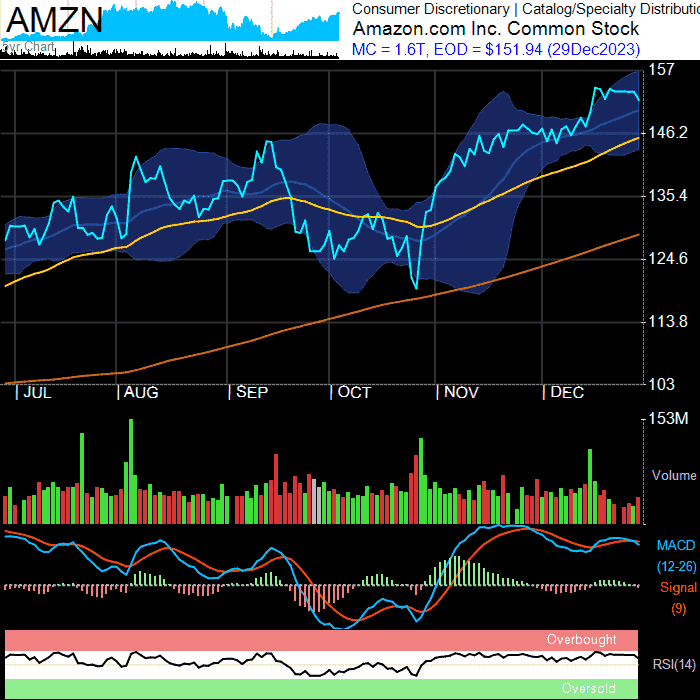 AMZN
5yr Chart
Consumer Discretionary | Catalog/Specialty Distributio
Amazon.com Inc. Common Stock
MC = 1.6T, EOD = $151.94 (29Dec2023)
157
146.2
135.4
124.6
113.8
103
| JUL | AUG | SEP | OCT | NOV | DEC
153M
Volume
MACD
(12-26)
Signal
(9)
Overbought
RSI(14)
Oversold